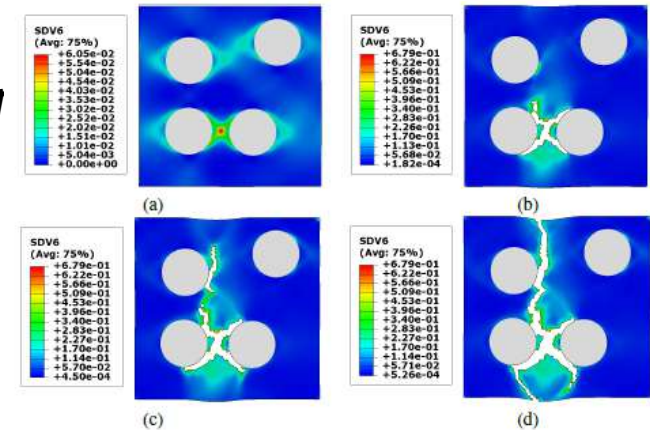 SDV6
(Avg: 75%)
+6.05e-02
+5.54e-02
+5.04e-02
+4.54e-02
+4.03e-02
+3.53e-02
+3.02e-02
+2.52e-02
+2.02e-02
+1.51e-02
+1.01e-02
+5.04e-03
+0.00e+00
(a)
SDV6
(Avg: 75%)
+6.79e-01
+6.22e-01
+5.66e-01
+5.09e-01
+4.53e-01
+3.96e-01
+3.40e-01
+2.83e-01
+2.26e-01
+1.70e-01
+1.13e-01
+5.68e-02
+1.82e-04
(b)
SDV6
(Avg: 75%)
+6.79e-01
+6.22e-01
+5.66e-01
+5.09e-01
+4.53e-01
+3.96e-01
+3.40e-01
+2.83e-01
+2.27e-01
+1.70e-01
+1.14e-01
+5.70e-02
+4.50e-04
(c)
SDV6
(Avg: 75%)
+6.79e-01
+6.22e-01
+5.66e-01
+5.09e-01
+4.53e-01
+3.96e-01
+3.40e-01
+2.83e-01
+2.27e-01
+1.70e-01
+1.14e-01
+5.71e-02
+5.26e-04
(d)